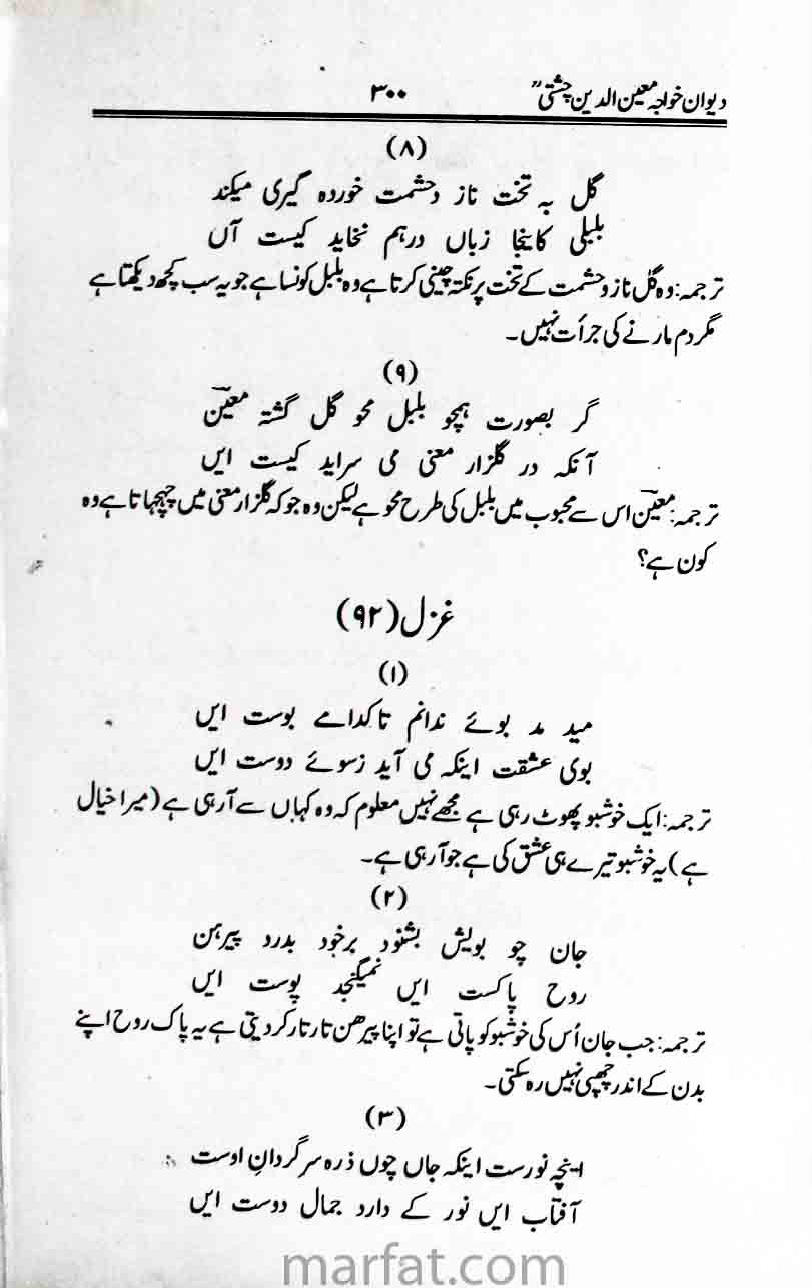 دیوان خواجہ معین الدین چشتیؒ ۳۰۰
(۸)
گل بہ تخت ناز وحشمت خوردہ گیری میکند
بلبلی کاینجا زباں درہم نخاید کیست آں
ترجمہ: وہ گل ناز وحشمت کے تخت پر نکتہ چینی کرتا ہے وہ بلبل کونسا ہے جو یہ سب کچھ دیکھتا ہے
مگر دم مارنے کی جرأت نہیں۔
(۹)
گر بصورت ہمچو بلبل محو گل گشتہ معینؔ
آنکہ در گلزار معنی می سراید کیست ایں
ترجمہ: معینؔ اس سے محبوب میں بلبل کی طرح محو ہے لیکن وہ جو کہ گلزار معنی میں چہچہاتا ہے وہ
کون ہے؟
غزل (۹۲)
(۱)
مید مد بوئے ندانم تاکدامے بوست ایں
بوی عشقت اینکہ می آید زسوئے دوست ایں
ترجمہ: ایک خوشبو پھوٹ رہی ہے مجھے نہیں معلوم کہ وہ کہاں سے آ رہی ہے (میرا خیال
ہے) یہ خوشبو تیرے ہی عشق کی ہے جو آ رہی ہے۔
(۲)
جان چو بویش بشنود برخود بدرد پیرہن
روح پاکست ایں نمیگنجد پوست ایں
ترجمہ: جب جان اُس کی خوشبو کو پاتی ہے تو اپنا پیرھن تار تار کر دیتی ہے یہ پاک روح اپنے
بدن کے اندر چھپی نہیں رہ سکتی۔
(۳)
اینچہ نورست اینکہ جاں چوں ذرہ سرگردانِ اوست
آفتاب ایں نور کے دارد جمال دوست ایں
marfat.com